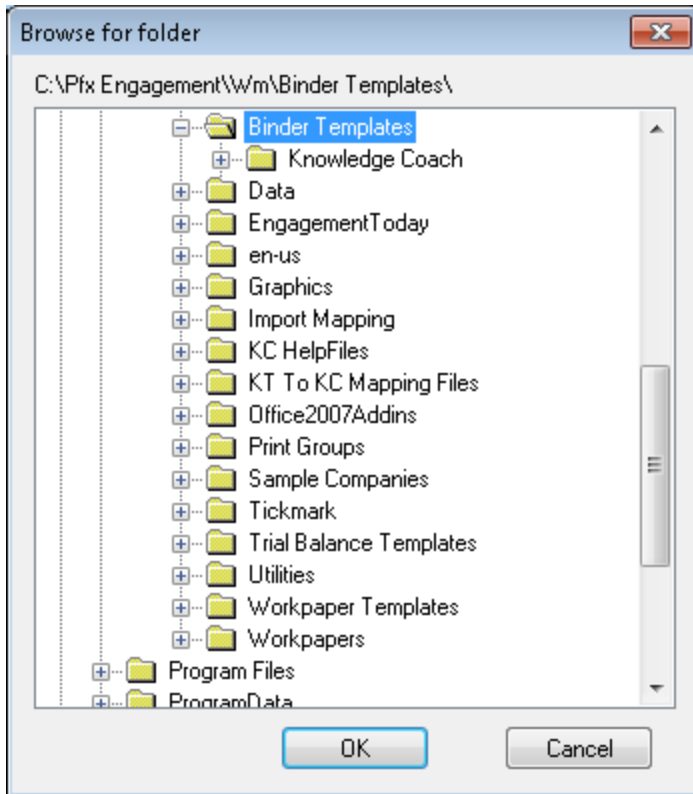 Browse for folder
C:\Pfx Engagement\Wm\Binder Templates\
Binder Templates
Knowledge Coach
Data
EngagementToday
en-us
Graphics
Import Mapping
KC HelpFiles
KT To KC Mapping Files
Office2007Addins
Print Groups
Sample Companies
Tickmark
Trial Balance Templates
Utilities
Workpaper Templates
Workpapers
Program Files
ProgramData
OK
Cancel